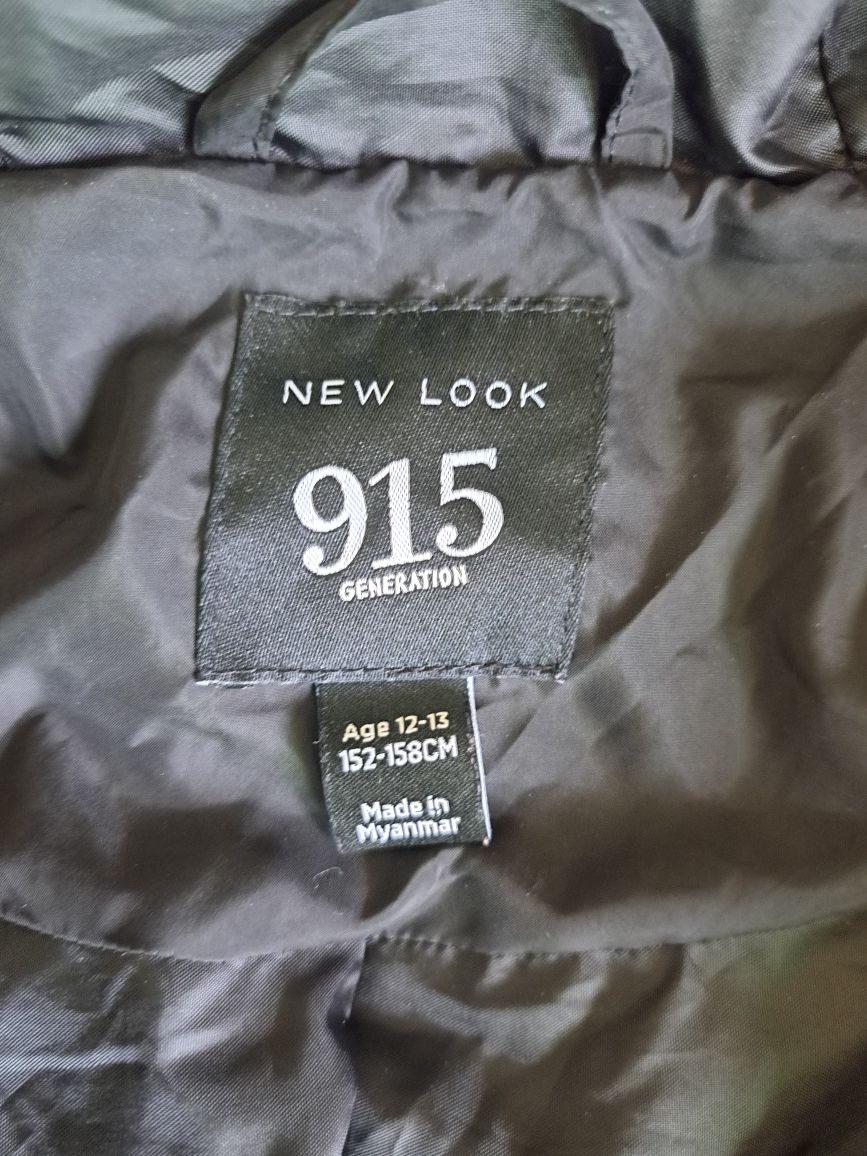 NEW LOOK
915
GENERATION
Age 12-13
152-158CM
Made in
Myanmar